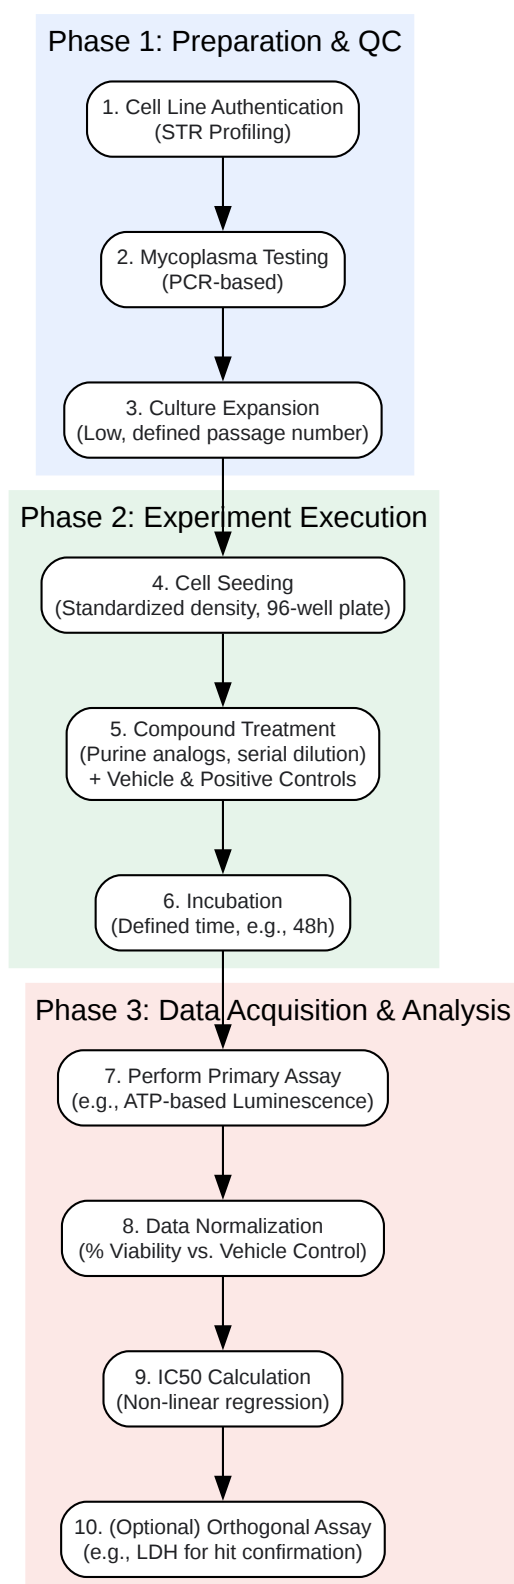 Phase 1: Preparation & QC
1. Cell Line Authentication
(STR Profiling)
2. Mycoplasma Testing
(PCR-based)
3. Culture Expansion
(Low, defined passage number)
Phase 2: Experiment Execution
4. Cell Seeding
(Standardized density, 96-well plate)
5. Compound Treatment
(Purine analogs, serial dilution)
+ Vehicle & Positive Controls
6. Incubation
(Defined time, e.g., 48h)
Phase 3: Data Acquisition & Analysis
7. Perform Primary Assay
(e.g., ATP-based Luminescence)
8. Data Normalization
(% Viability vs. Vehicle Control)
9. IC50 Calculation
(Non-linear regression)
10. (Optional) Orthogonal Assay
(e.g., LDH for hit confirmation)